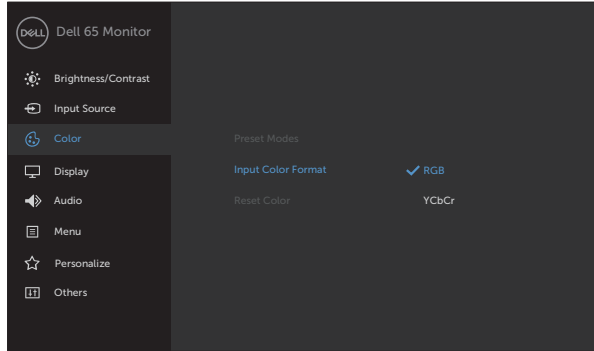 DELL Dell 65 Monitor
Brightness/Contrast
Input Source
Color
Preset Modes
Display
Input Color Format
RGB
Audio
Reset Color
YCbCr
Menu
Personalize
Others